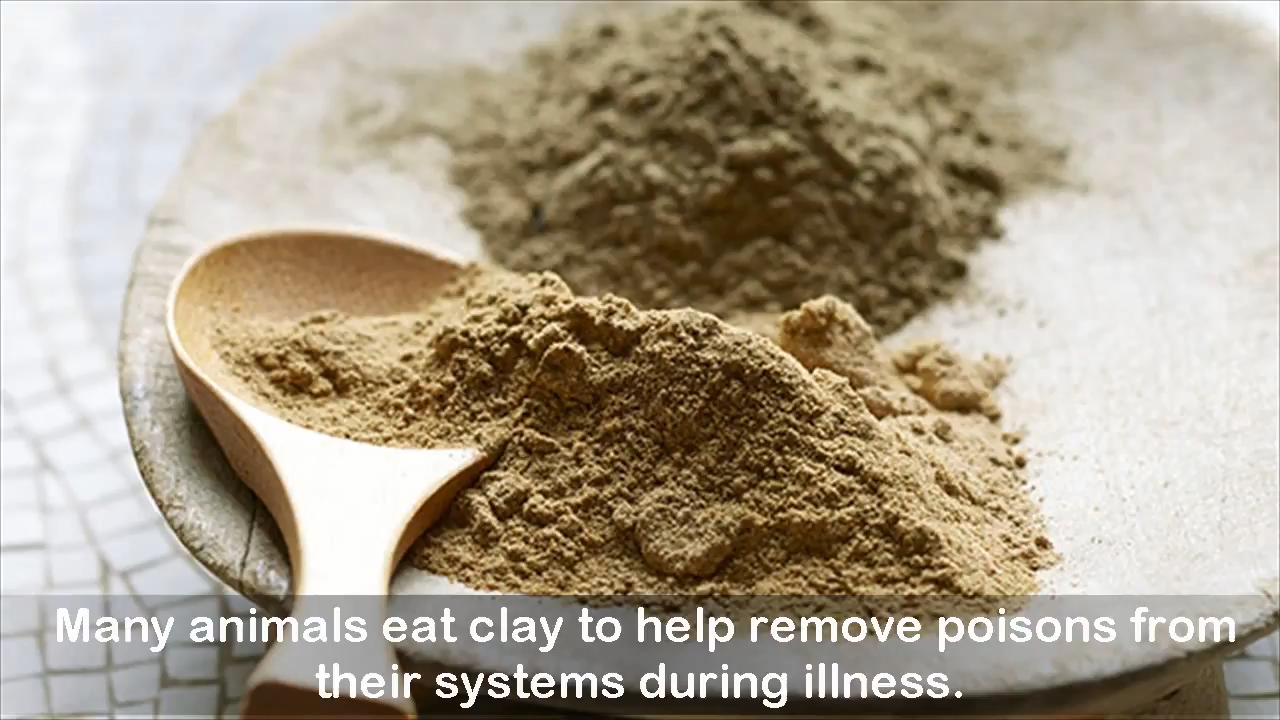 Many animals eat clay to help remove poisons from
their systems during illness.